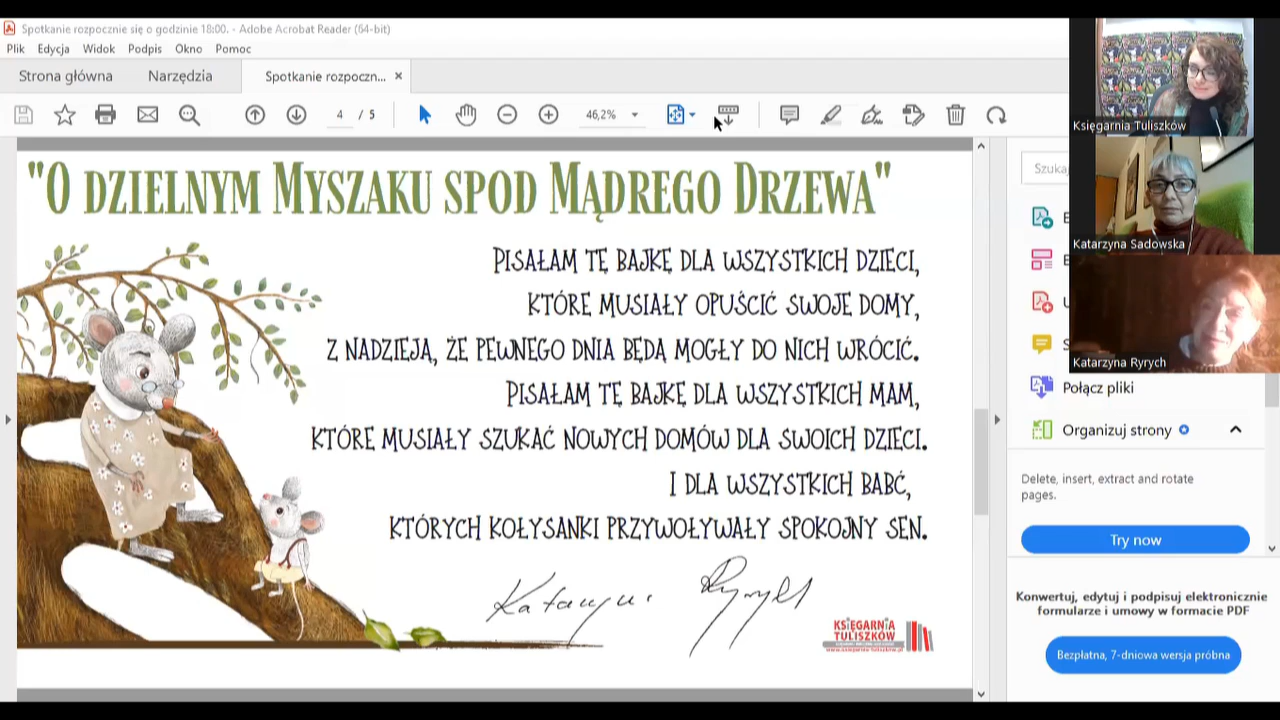 Spotkanie rozpocznie się o godzinie 18:00. - Adobe Acrobat Reader (64-bit)
Plik Edycja Widok Podpis Okno Pomoc
Strona główna Narzędzia Spotkanie rozpoczn... ×
4 / 5 46,2%
"O DZIELNYM MYSZAKU SPOD MĄDREGO DRZEWA"
PISAŁAM TĘ BAJKĘ DLA WSZYSTKICH DZIECI,
KTÓRE MUSIAŁY OPUŚCIĆ SWOJE DOMY,
Z NADZIEJĄ, ŻE PEWNEGO DNIA BĘDĄ MOGŁY DO NICH WRÓCIĆ.
PISAŁAM TĘ BAJKĘ DLA WSZYSTKICH MAM,
KTÓRE MUSIAŁY SZUKAĆ NOWYCH DOMÓW DLA SWOICH DZIECI.
I DLA WSZYSTKICH BABĆ,
KTÓRYCH KOŁYSANKI PRZYWOŁYWAŁY SPOKOJNY SEN.
Katarzyna Ryrych
KSIĘGARNIA
TULISZKÓW
Księgarnia Tuliszków
Katarzyna Sadowska
Katarzyna Ryrych
Szukaj
Połącz pliki
Organizuj strony
Delete, insert, extract and rotate
pages.
Try now
Konwertuj, edytuj i podpisuj elektronicznie
formularze i umowy w formacie PDF
Bezpłatna, 7-dniowa wersja próbna